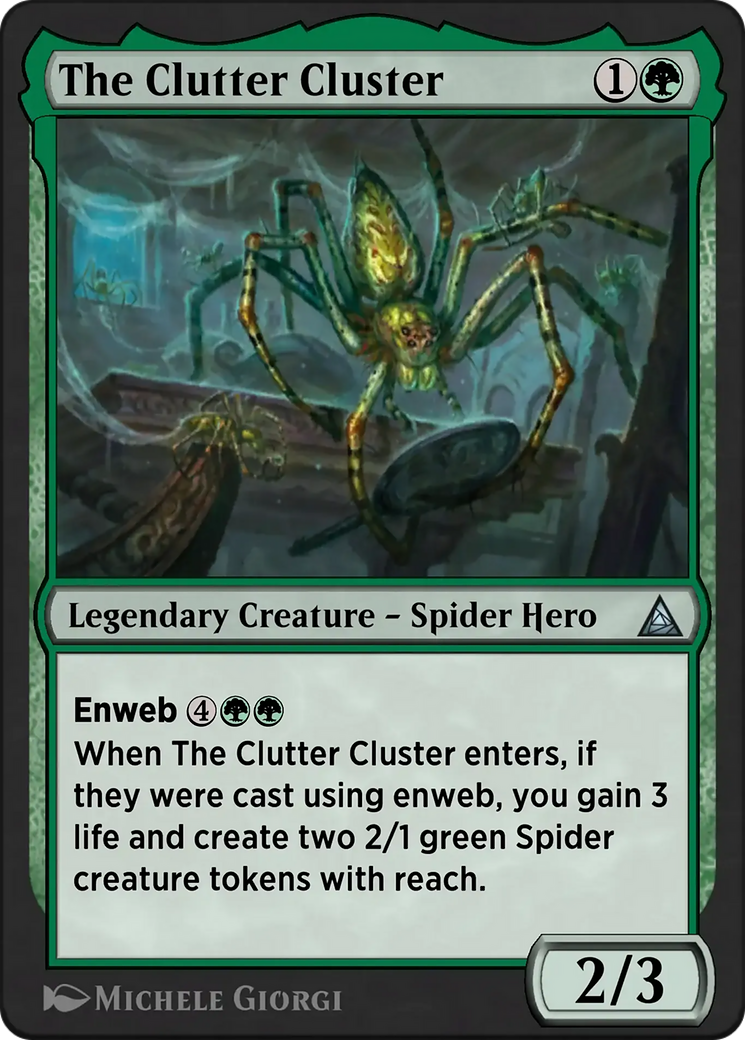 The Clutter Cluster 1
Legendary Creature – Spider Hero
Enweb 4
When The Clutter Cluster enters, if
they were cast using enweb, you gain 3
life and create two 2/1 green Spider
creature tokens with reach.
2/3
Michele Giorgi